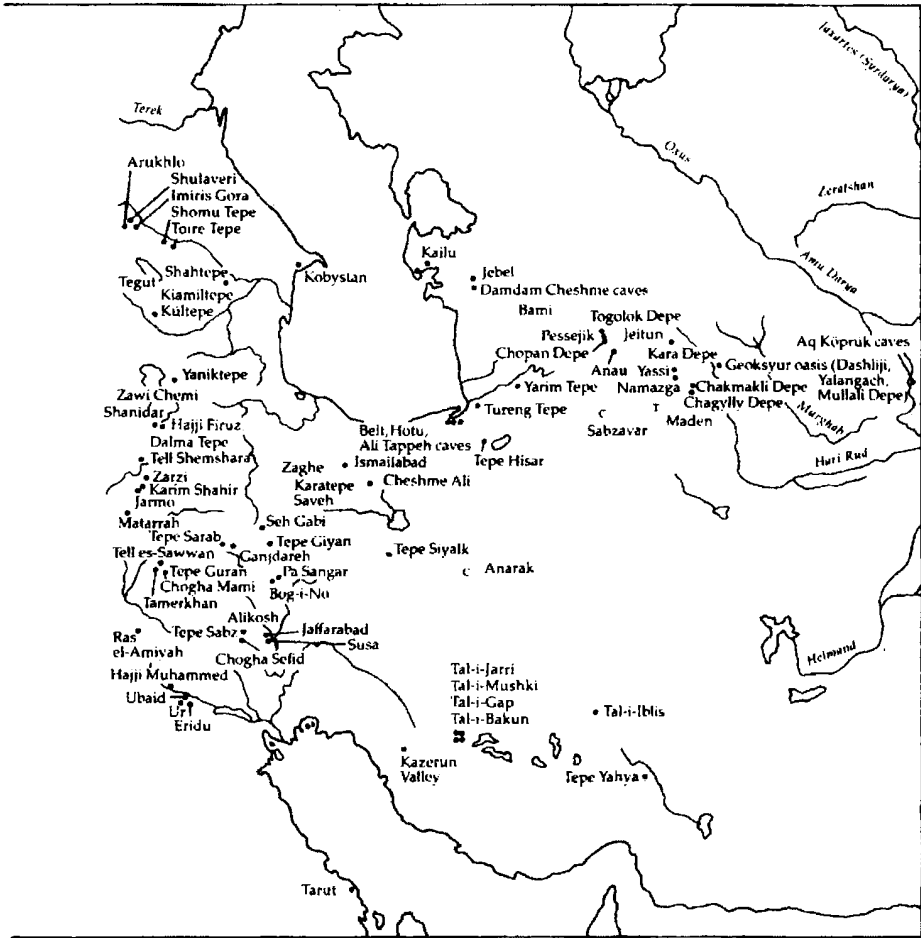 Jaxartes (Syrdarya)
Terek
Oxus
Arukhlo
Shulaveri
Imiris Gora
Shomu Tepe
Toire Tepe
Zeratshan
Amu Darya
Kailu
Kobystan
Jebel
Damdam Cheshme caves
Bami
Tegut
Shahtepe
Kiamiltepe
Kültepe
Togolok Depe
Pessejik
Jeitun
Chopan Depe
Kara Depe
Anau
Yassi
Namazga
Aq Köpruk caves
Geoksyur oasis (Dashliji,
Yalangach,
Mullali Depe)
Chakmakli Depe
Chagylly Depe
Murghab
Yaniktepe
Yarim Tepe
Tureng Tepe
C
Sabzavar
T
Maden
Zawi Chemi
Shanidar
Hajji Firuz
Dalma Tepe
Tell Shemshara
Belt, Hotu,
Ali Tappeh caves
Tepe Hisar
Hari Rud
Zarzi
Karim Shahir
Jarmo
Matarrah
Zaghe
Ismailabad
Karatepe
Saveh
Cheshme Ali
Seh Gabi
Tepe Sarab
Tepe Giyan
Ganjdareh
Tepe Siyalk
Tell es-Sawwan
Tepe Guran
Chogha Mami
Tamerkhan
Pa Sangar
Bog-i-No
C
Anarak
Alikosh
Ras
el-Amiyah
Tepe Sabz
Jaffarabad
Susa
Chogha Sefid
Helmund
Hajji Muhammed
Ubaid
Ur
Eridu
Tal-i-Jarri
Tal-i-Mushki
Tal-i-Gap
Tal-i-Bakun
Tal-i-Iblis
Kazerun
Valley
Tepe Yahya
Tarut